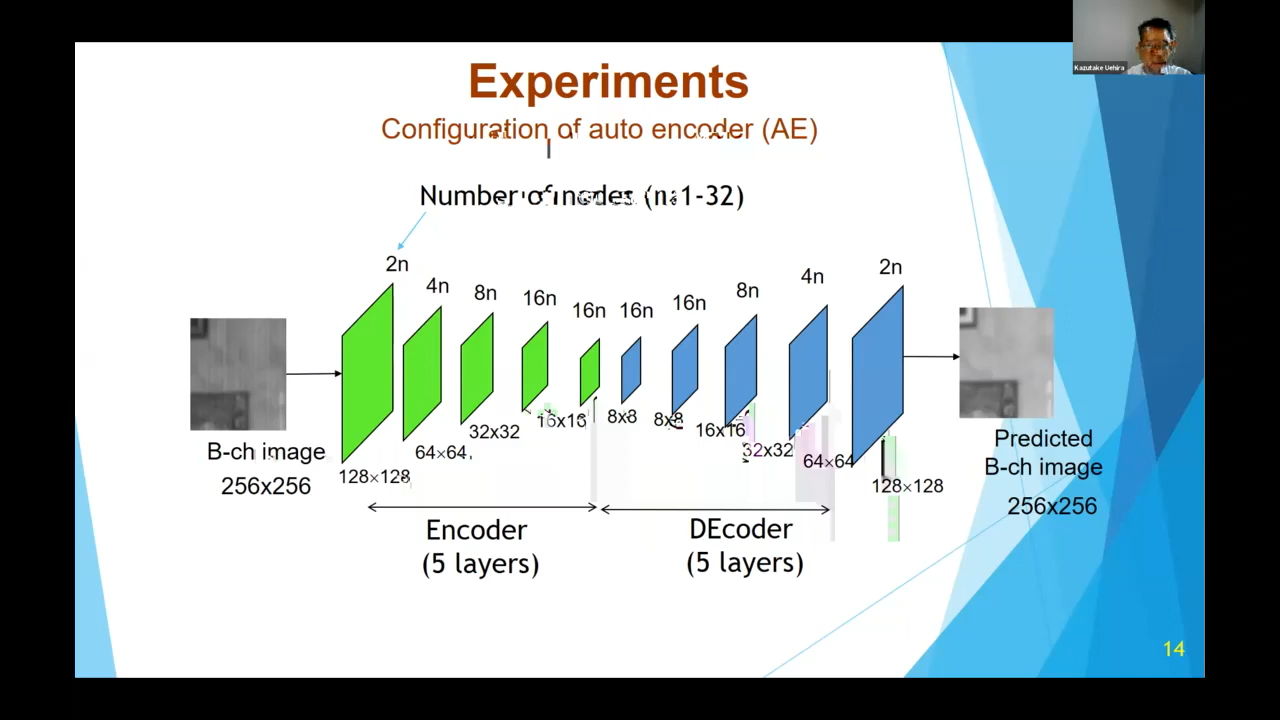 Kazutake Uehira
Experiments
Configuration of auto encoder (AE)
Number of nodes (n:1-32)
2n
4n
8n
16n
16n
16n
16n
8n
4n
2n
128×128
64×64
32x32
16x16
8x8
8x8
16x16
32x32
64×64
128×128
B-ch image
256x256
Predicted
B-ch image
256x256
Encoder
(5 layers)
DEcoder
(5 layers)
14